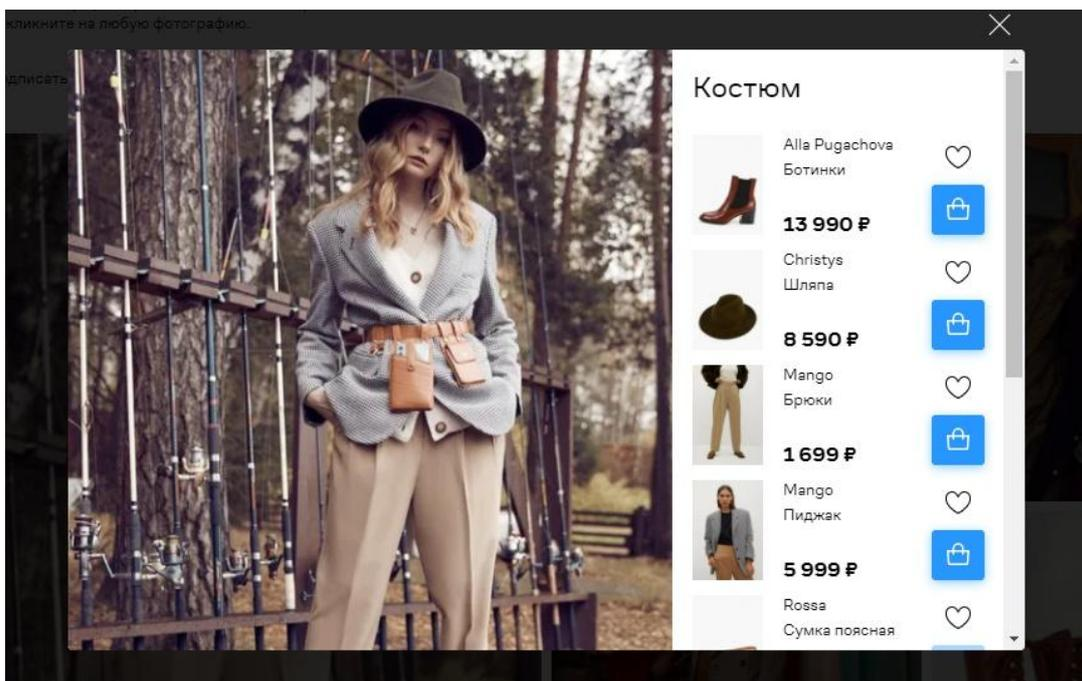 кликните на любую фотографию.
Костюм
Alla Pugachova
Ботинки
13 990 ₽
Christys
Шляпа
8 590 ₽
Mango
Брюки
1 699 ₽
Mango
Пиджак
5 999 ₽
Rossa
Сумка поясная